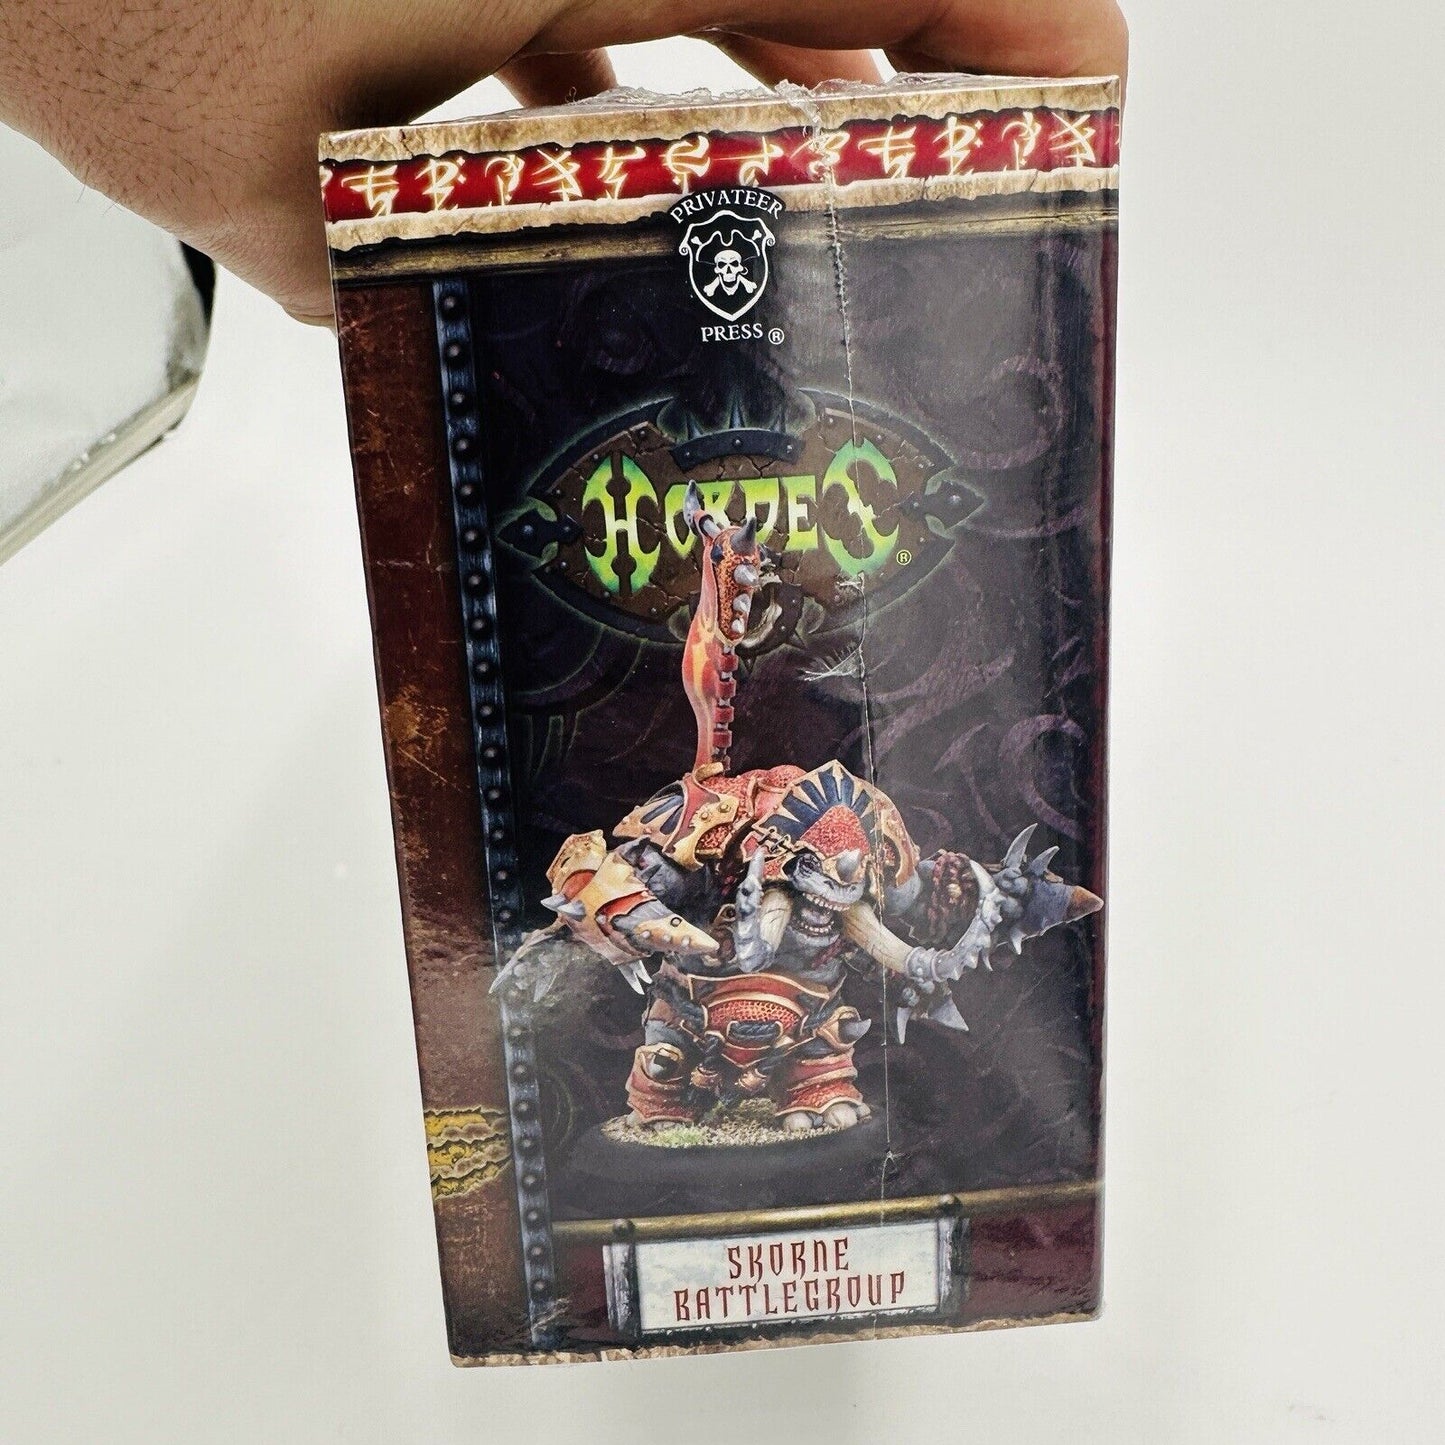 PRIVATEER
PRESS ®
HORDES ®
SKORNE
BATTLEGROUP